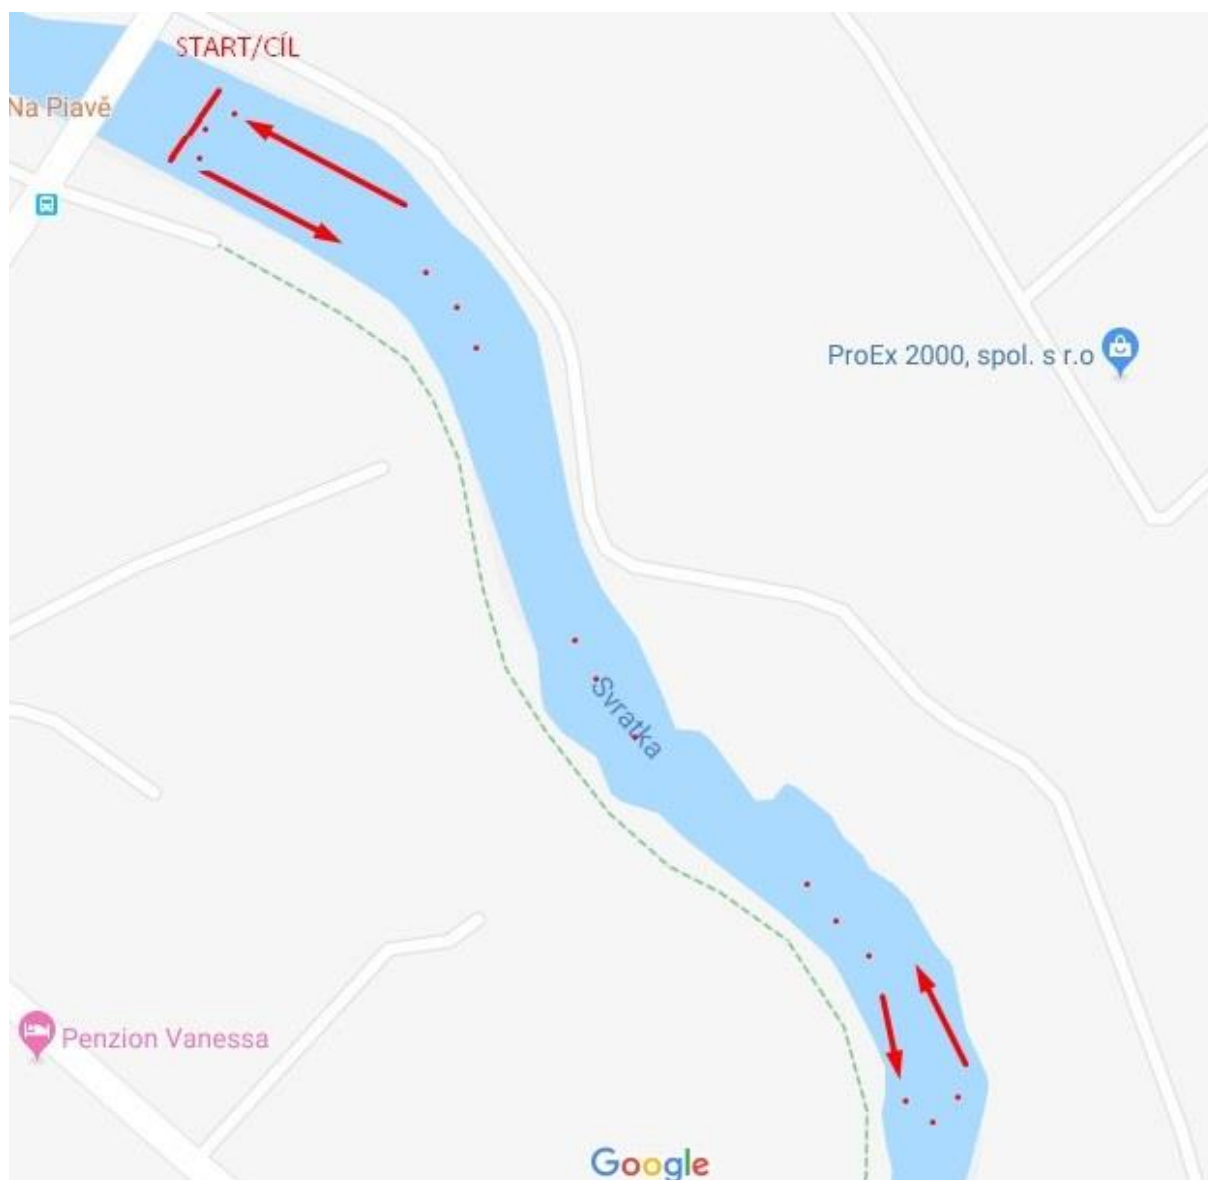 START/CÍL
Na Piavě
ProEx 2000, spol. s r.o
Svratka
Penzion Vanessa
Google